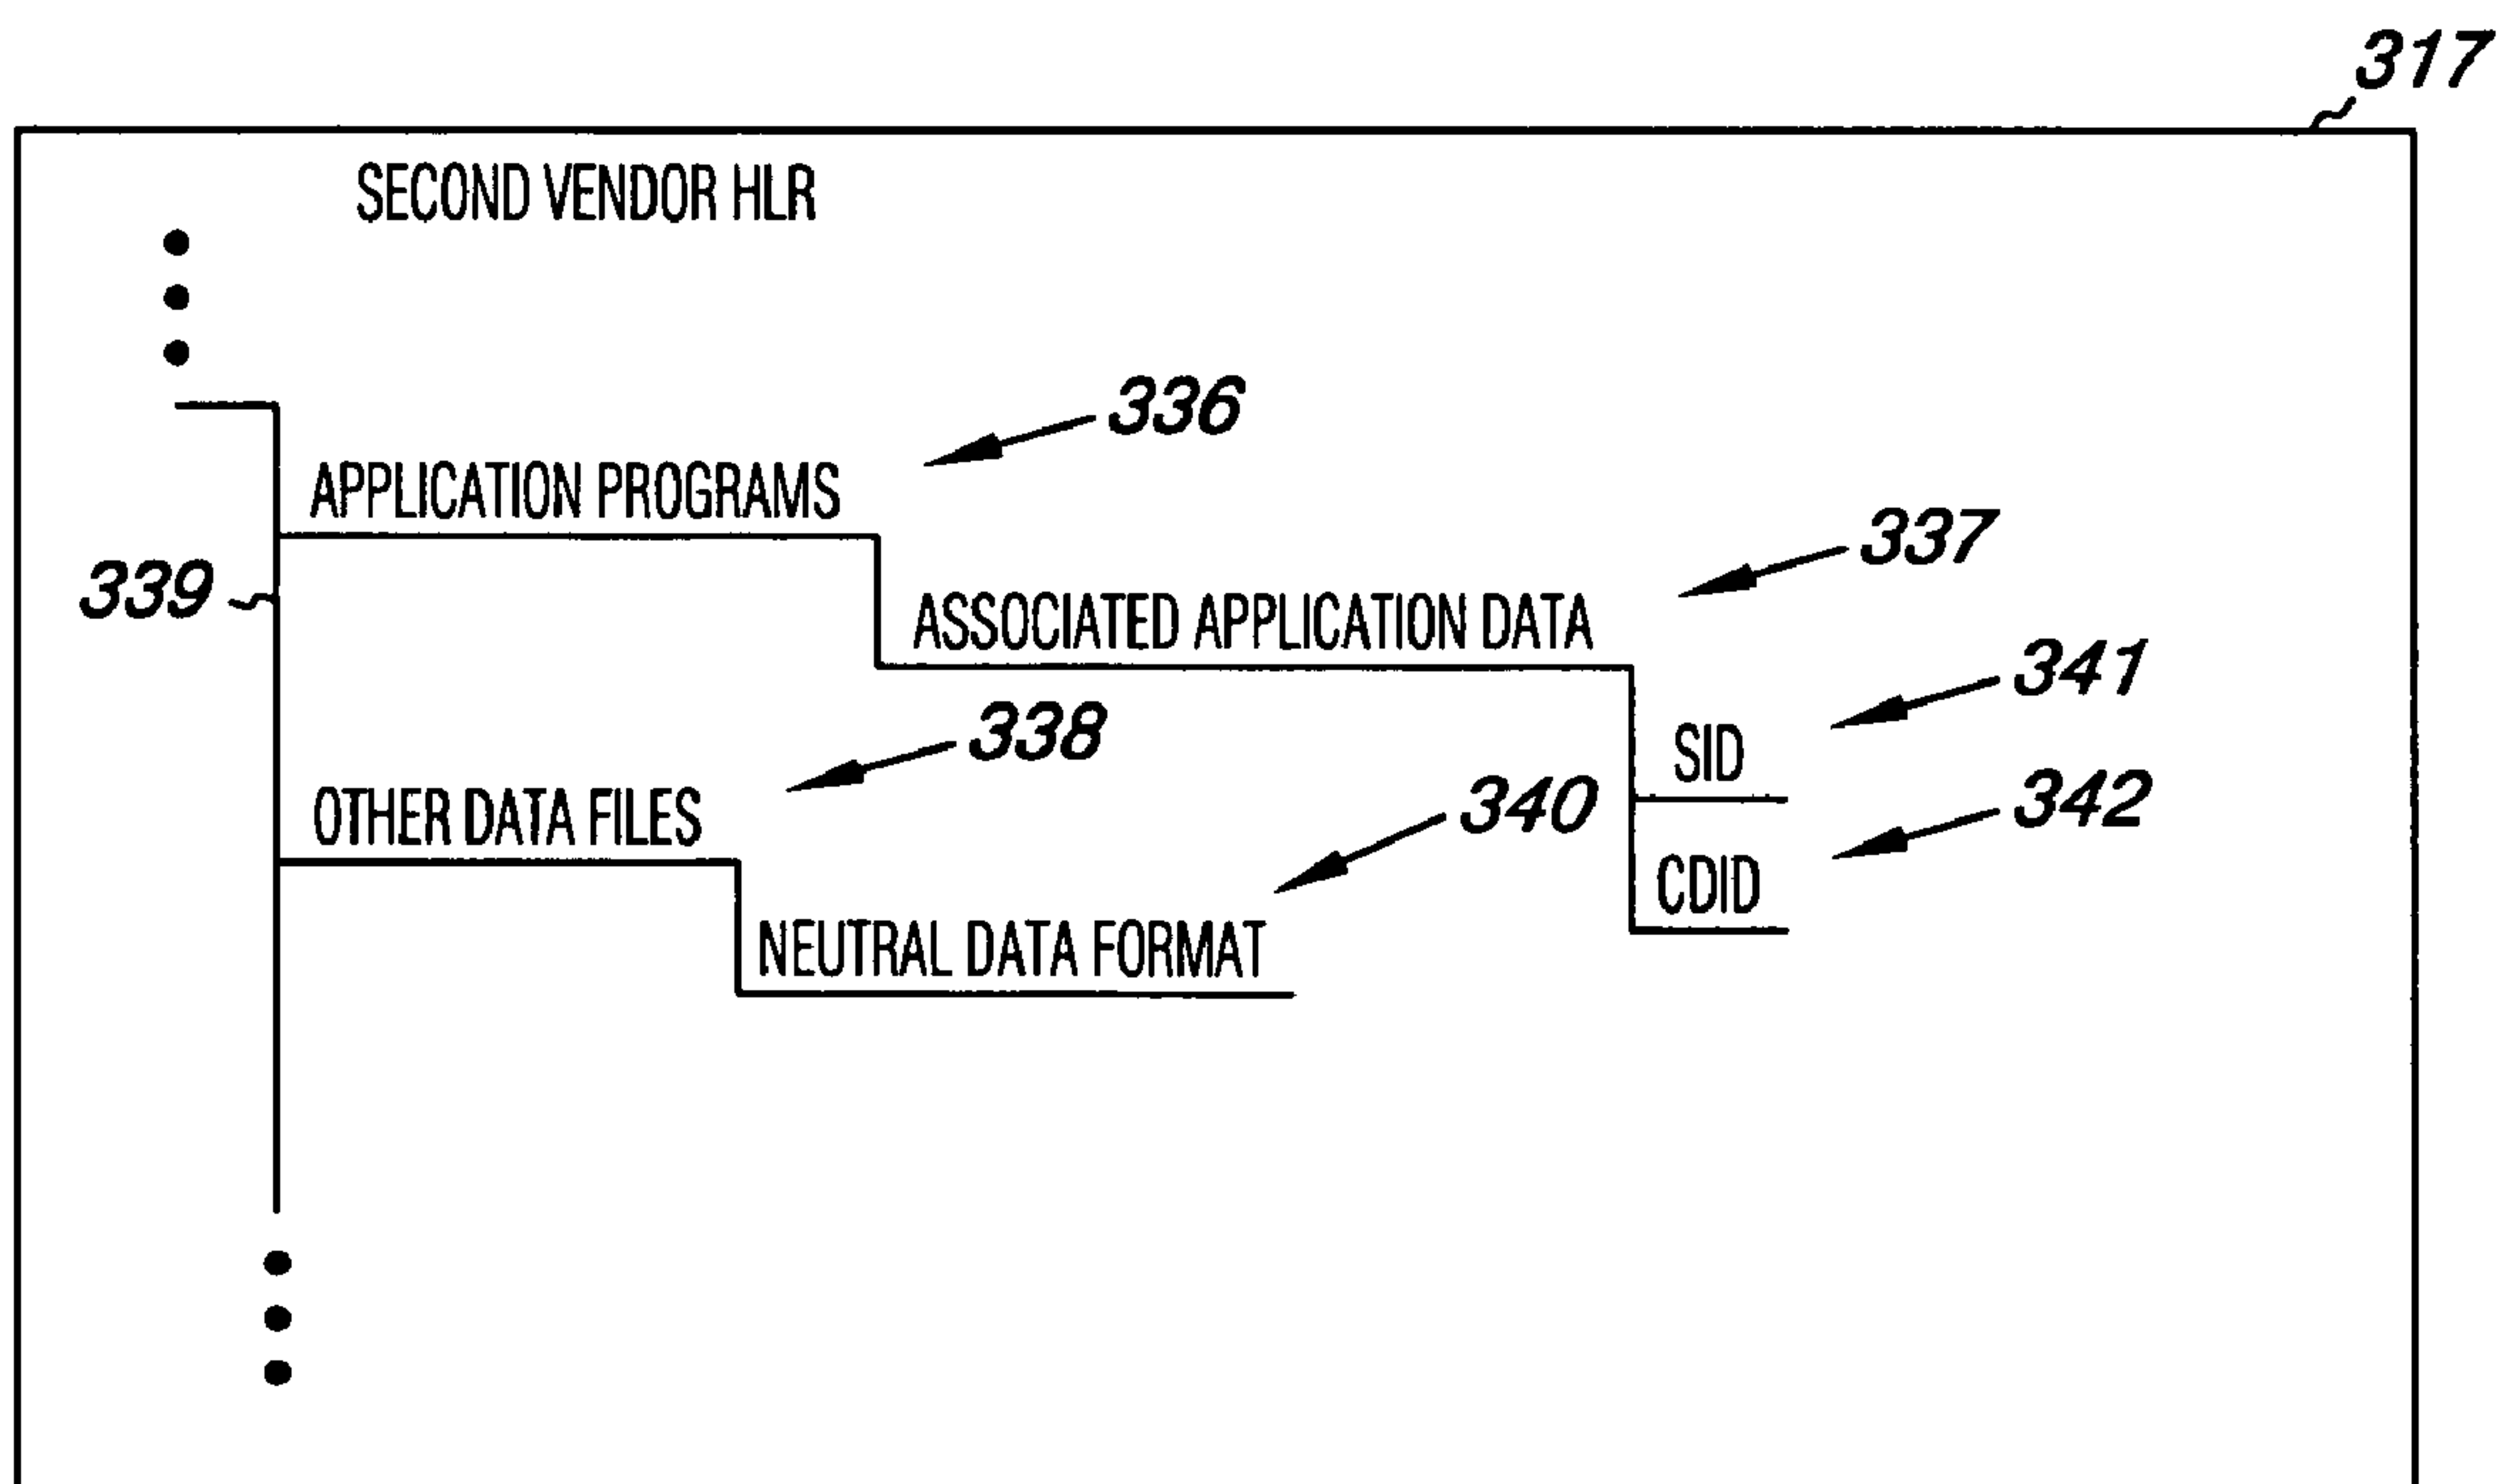 317
SECOND VENDOR HLR
336
APPLICATION PROGRAMS
337
339
ASSOCIATED APPLICATION DATA
341
338
SID
340
342
OTHER DATA FILES
CDID
NEUTRAL DATA FORMAT